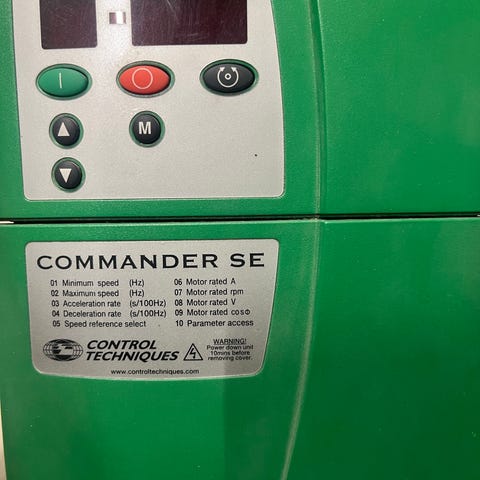 M
COMMANDER SE
01 Minimum speed (Hz)
02 Maximum speed (Hz)
03 Acceleration rate (s/100Hz)
04 Deceleration rate (s/100Hz)
05 Speed reference select
06 Motor rated A
07 Motor rated rpm
08 Motor rated V
09 Motor rated cosΦ
10 Parameter access
CONTROL
TECHNIQUES
www.controltechniques.com
WARNING!
Power down unit
10mins before
removing cover.